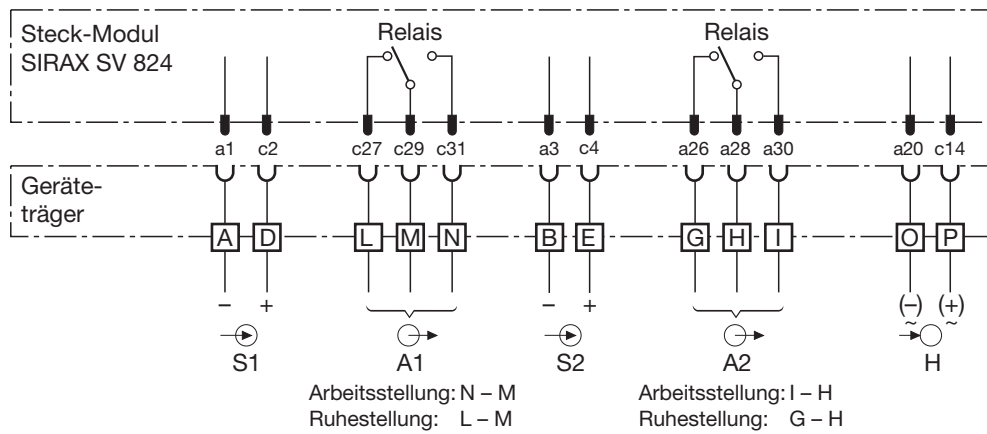 Steck-Modul
SIRAX SV 824
Relais
Relais
a1 c2 c27 c29 c31 a3 c4 a26 a28 a30 a20 c14
Geräte-
träger
A D L M N B E G H I O P
– + – + (–) (+)
~ ~
S1 A1 S2 A2 H
Arbeitsstellung: N – M
Ruhestellung: L – M
Arbeitsstellung: I – H
Ruhestellung: G – H